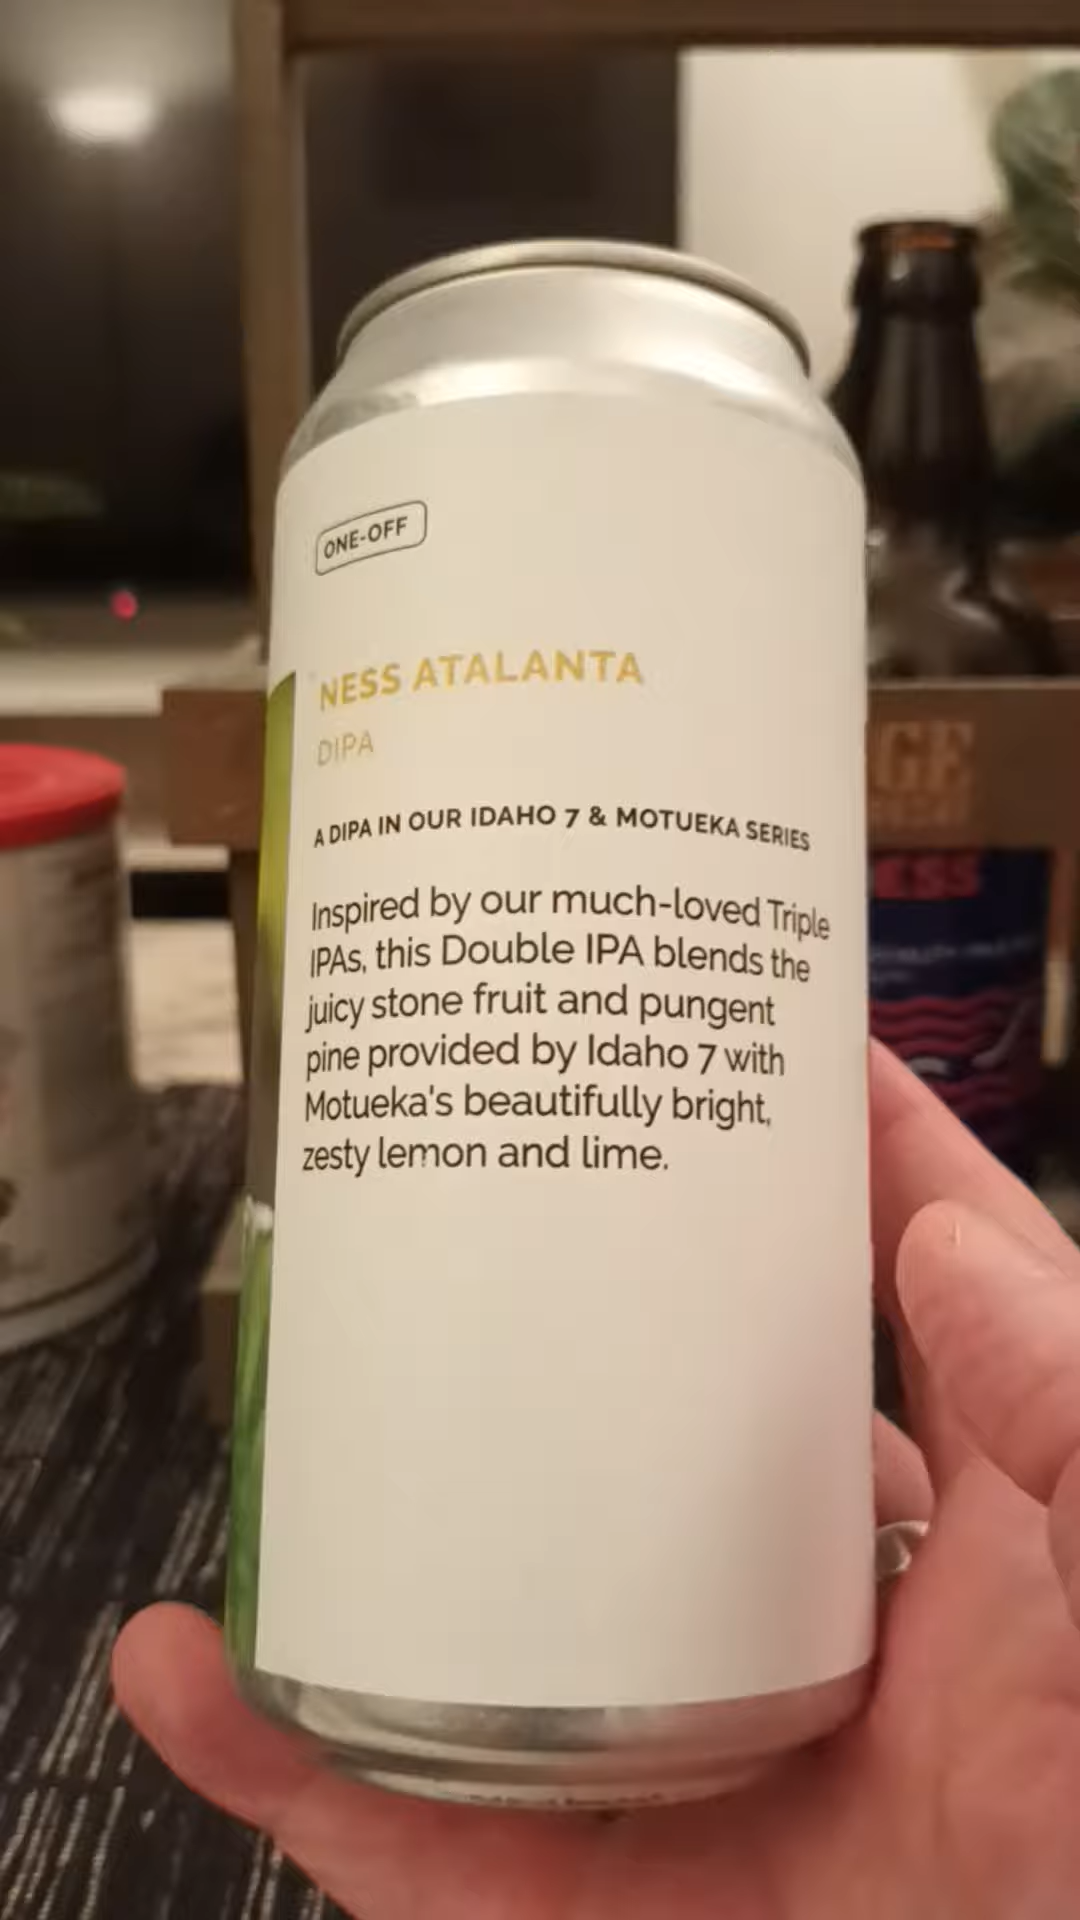 ONE-OFF
NESS ATALANTA
DIPA
A DIPA IN OUR IDAHO 7 & MOTUEKA SERIES
Inspired by our much-loved Triple
IPAs, this Double IPA blends the
juicy stone fruit and pungent
pine provided by Idaho 7 with
Motueka's beautifully bright,
zesty lemon and lime.
GE
ESS